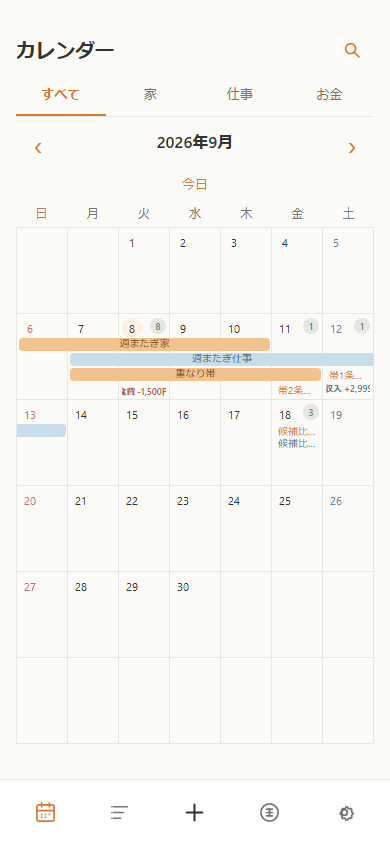 カレンダー
すべて 家 仕事 お金
‹ 2026年9月 ›
今日
日 月 火 水 木 金 土
1 2 3 4 5
6 7 8 8 9 10 11 1 12 1
週またぎ家
週またぎ仕事
重なり帯
帯1条...
費 -1,500F 帯2条... 収入 +2,999
13 14 15 16 17 18 3 19
候補比...
候補比...
20 21 22 23 24 25 26
27 28 29 30